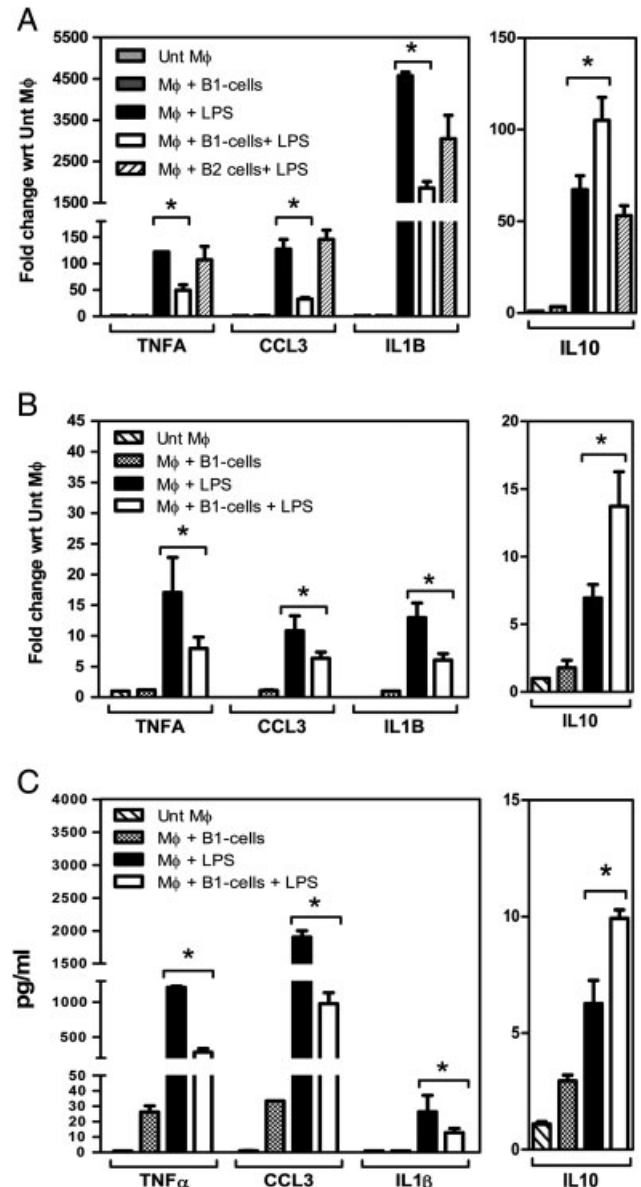 A
Fold change wrt Unt Mϕ
5500
4500
3500
2500
1500
150
100
50
0
Unt Mϕ
Mϕ + B1-cells
Mϕ + LPS
Mϕ + B1-cells+ LPS
Mϕ + B2 cells+ LPS
*
*
*
TNFA CCL3 IL1B
150
100
50
0
*
IL10
B
Fold change wrt Unt Mϕ
45
40
35
30
25
20
15
10
5
0
Unt Mϕ
Mϕ + B1-cells
Mϕ + LPS
Mϕ + B1-cells + LPS
*
*
*
TNFA CCL3 IL1B
20
15
10
5
0
*
IL10
C
pg/ml
4000
3500
3000
2500
2000
1500
1000
500
50
40
30
20
10
0
Unt Mϕ
Mϕ + B1-cells
Mϕ + LPS
Mϕ + B1-cells + LPS
*
*
*
TNFα CCL3 IL1β
15
10
5
0
*
IL10